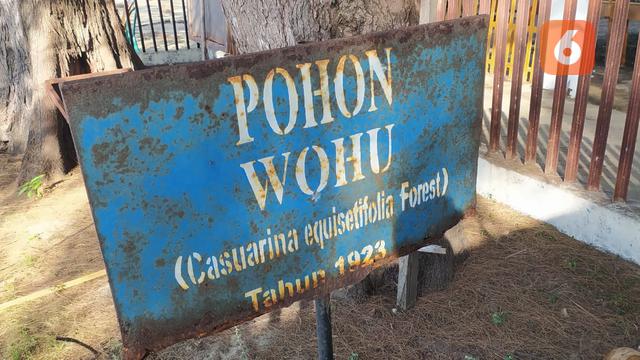 POHON
WOHU
(Casuarina equisetifolia Forest)
Tahun 1923
6